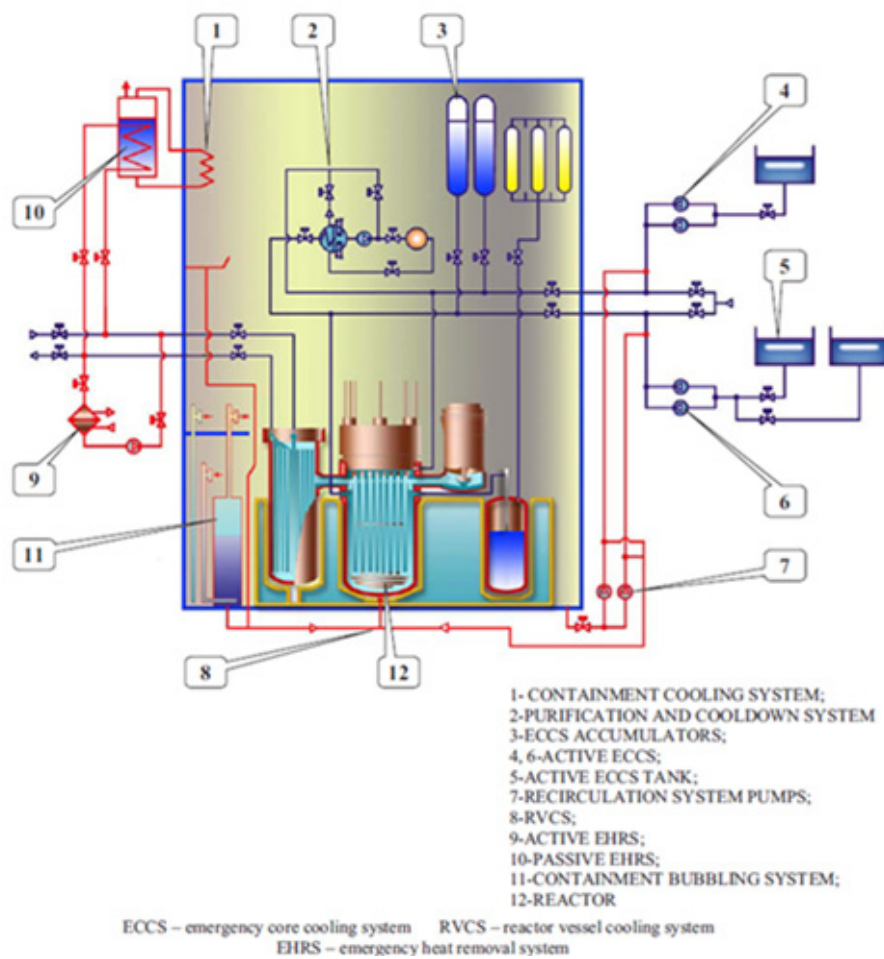 1
2
3
4
5
6
7
8
9
10
11
12
1- CONTAINMENT COOLING SYSTEM;
2-PURIFICATION AND COOLDOWN SYSTEM
3-ECCS ACCUMULATORS;
4, 6-ACTIVE ECCS;
5-ACTIVE ECCS TANK;
7-RECIRCULATION SYSTEM PUMPS;
8-RVCS;
9-ACTIVE EHRS;
10-PASSIVE EHRS;
11-CONTAINMENT BUBBLING SYSTEM;
12-REACTOR
ECCS – emergency core cooling system RVCS – reactor vessel cooling system
EHRS – emergency heat removal system